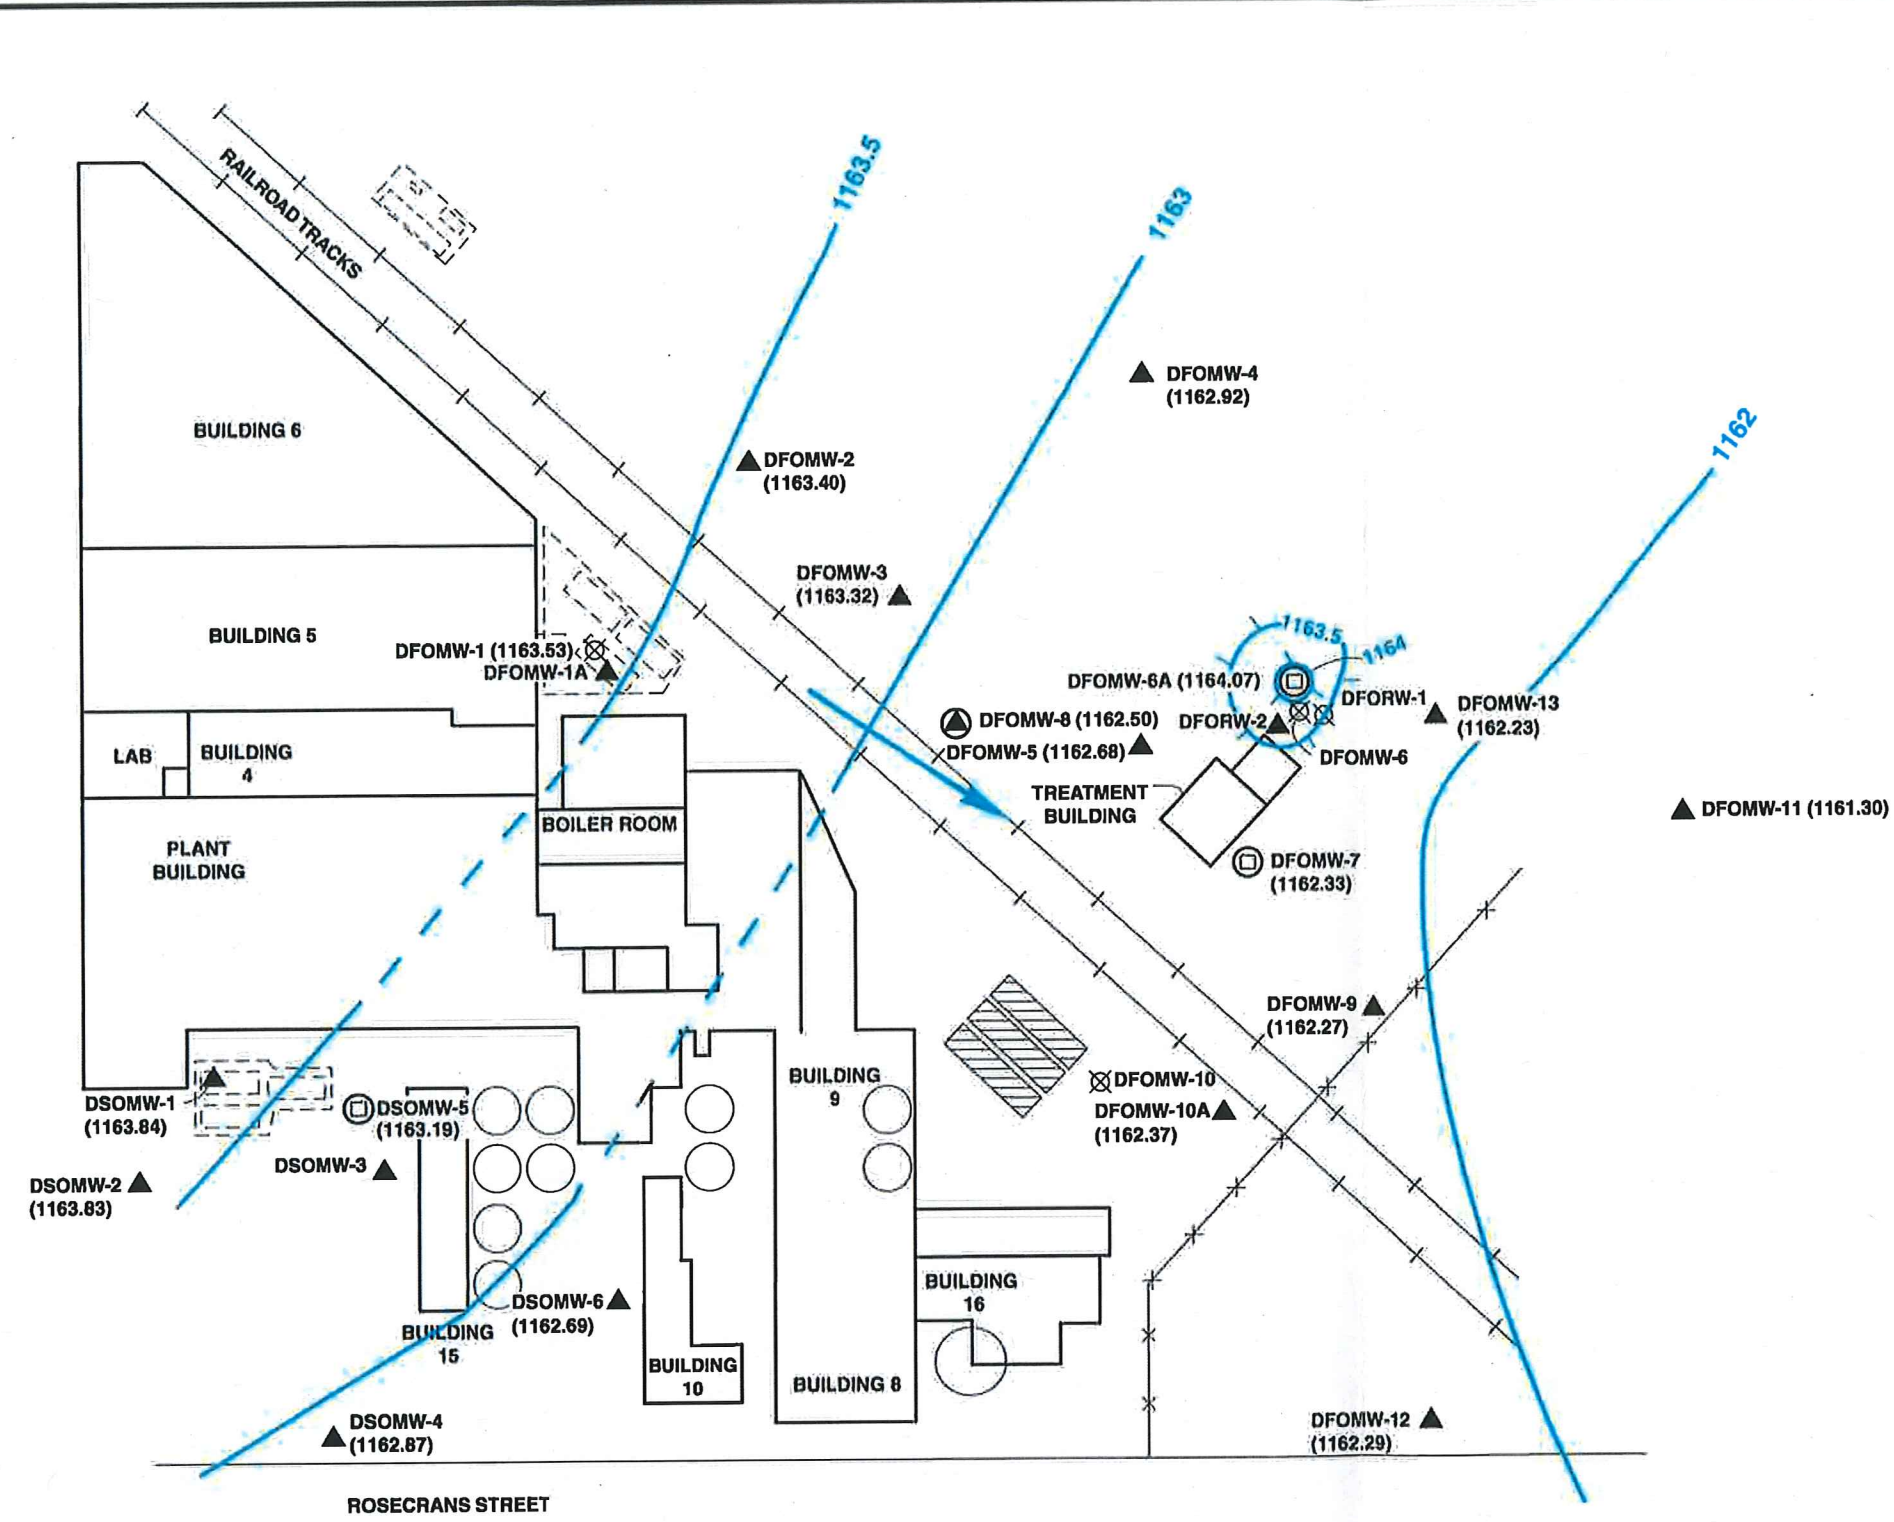 1163.5
1163
RAILROAD TRACKS
DFOMW-4
(1162.92)
1162
BUILDING 6
DFOMW-2
(1163.40)
DFOMW-3
(1163.32)
BUILDING 5
DFOMW-1 (1163.53)
DFOMW-1A
1163.5
1164
DFOMW-6A (1164.07)
DFORW-1
DFORW-2
DFOMW-6
DFOMW-13
(1162.23)
DFOMW-8 (1162.50)
DFOMW-5 (1162.68)
LAB
BUILDING
4
TREATMENT
BUILDING
DFOMW-11 (1161.30)
BOILER ROOM
PLANT
BUILDING
DFOMW-7
(1162.33)
DFOMW-9
(1162.27)
BUILDING
9
DFOMW-10
DFOMW-10A
(1162.37)
DSOMW-1
(1163.84)
DSOMW-5
(1163.19)
DSOMW-3
DSOMW-2
(1163.83)
BUILDING
16
DSOMW-6
(1162.69)
BUILDING
15
BUILDING
10
BUILDING 8
DSOMW-4
(1162.87)
DFOMW-12
(1162.29)
ROSECRANS STREET